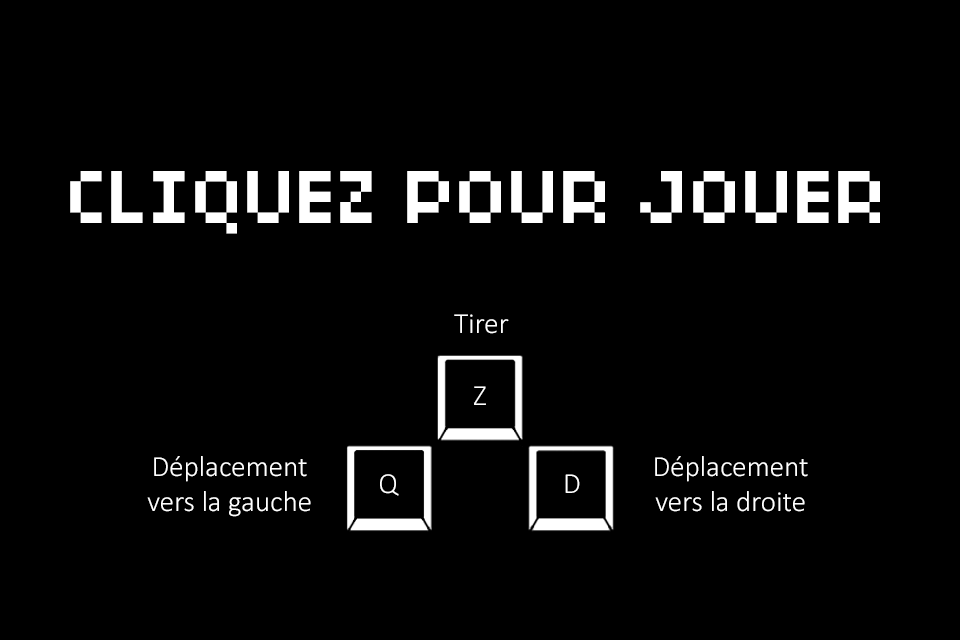 CLIQUEZ POUR JOUER
Tirer
Z
Déplacement
vers la gauche
Q
D
Déplacement
vers la droite